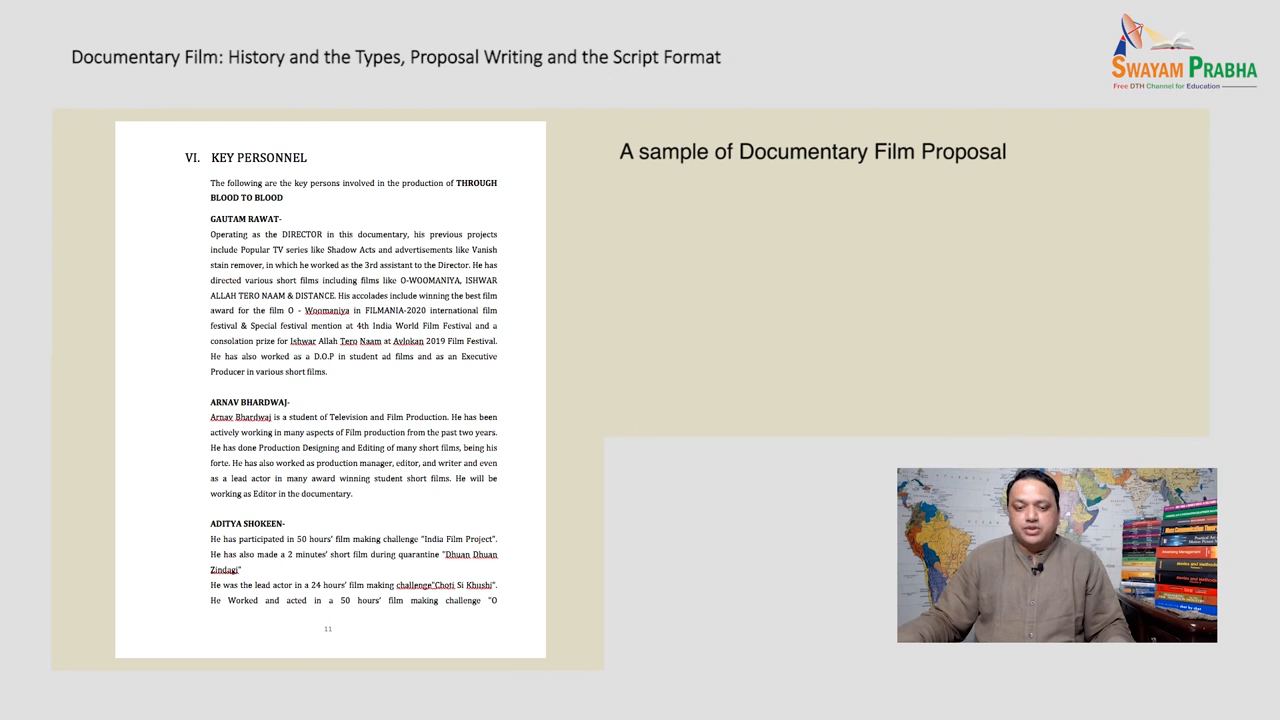 Documentary Film: History and the Types, Proposal Writing and the Script Format
SWAYAM PRABHA
Free DTH Channel for Education
A sample of Documentary Film Proposal
VI. KEY PERSONNEL
The following are the key persons involved in the production of THROUGH
BLOOD TO BLOOD
GAUTAM RAWAT-
Operating as the DIRECTOR in this documentary, his previous projects
include Popular TV series like Shadow Acts and advertisements like Vanish
stain remover, in which he worked as the 3rd assistant to the Director. He has
directed various short films including films like O-WOOMANIYA, ISHWAR
ALLAH TERO NAAM & DISTANCE. His accolades include winning the best film
award for the film O - Woomaniya in FILMANIA-2020 international film
festival & Special festival mention at 4th India World Film Festival and a
consolation prize for Ishwar Allah Tero Naam at Avlokan 2019 Film Festival.
He has also worked as a D.O.P in student ad films and as an Executive
Producer in various short films.
ARNAV BHARDWAJ-
Arnav Bhardwaj is a student of Television and Film Production. He has been
actively working in many aspects of Film production from the past two years.
He has done Production Designing and Editing of many short films, being his
forte. He has also worked as production manager, editor, and writer and even
as a lead actor in many award winning student short films. He will be
working as Editor in the documentary.
ADITYA SHOKEEN-
He has participated in 50 hours' film making challenge "India Film Project".
He has also made a 2 minutes' short film during quarantine "Dhuan Dhuan
Zindagi"
He was the lead actor in a 24 hours' film making challenge"Choti Si Khushi".
He Worked and acted in a 50 hours' film making challenge "O
11